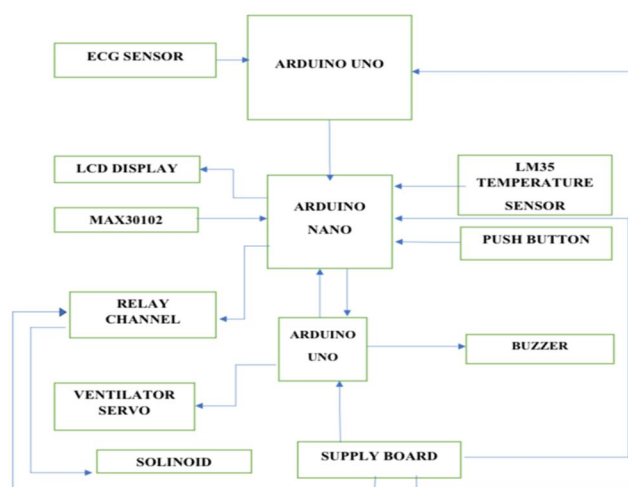 ECG SENSOR
ARDUINO UNO
LCD DISPLAY
MAX30102
ARDUINO
NANO
LM35
TEMPERATURE
SENSOR
PUSH BUTTON
RELAY
CHANNEL
ARDUINO
UNO
BUZZER
VENTILATOR
SERVO
SOLINOID
SUPPLY BOARD